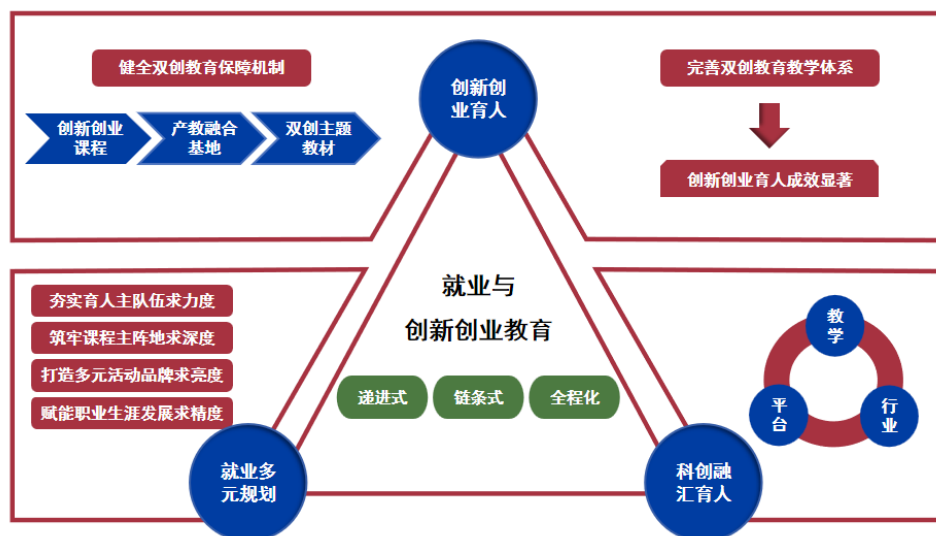 健全双创教育保障机制
创新创业
课程
产教融合
基地
双创主题
教材
创新创
业育人
完善双创教育教学体系
创新创业育人成效显著
夯实育人主队伍求力度
筑牢课程主阵地求深度
打造多元活动品牌求亮度
赋能职业生涯发展求精度
就业与
创新创业教育
递进式
链条式
全程化
教
学
平
台
行
业
就业多
元规划
科创融
汇育人